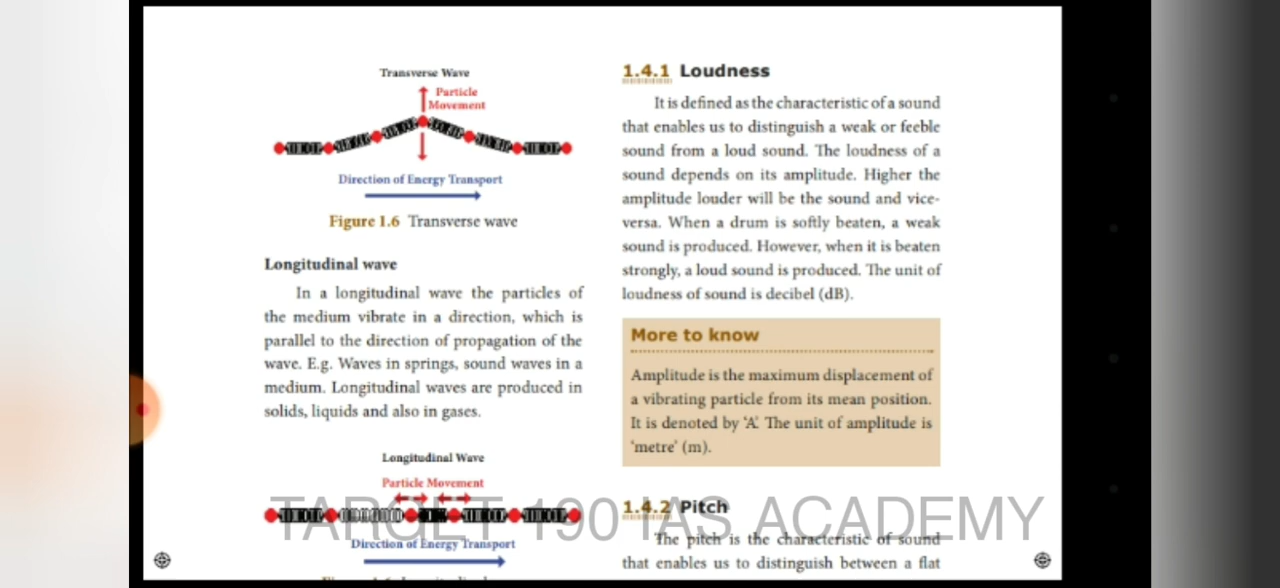 Transverse Wave
Particle
Movement
Direction of Energy Transport
Figure 1.6 Transverse wave
Longitudinal wave
In a longitudinal wave the particles of
the medium vibrate in a direction, which is
parallel to the direction of propagation of the
wave. E.g. Waves in springs, sound waves in a
medium. Longitudinal waves are produced in
solids, liquids and also in gases.
Longitudinal Wave
Particle Movement
Direction of Energy Transport
1.4.1 Loudness
It is defined as the characteristic of a sound
that enables us to distinguish a weak or feeble
sound from a loud sound. The loudness of a
sound depends on its amplitude. Higher the
amplitude louder will be the sound and vice-
versa. When a drum is softly beaten, a weak
sound is produced. However, when it is beaten
strongly, a loud sound is produced. The unit of
loudness of sound is decibel (dB).
More to know
Amplitude is the maximum displacement of
a vibrating particle from its mean position.
It is denoted by ‘A’. The unit of amplitude is
‘metre’ (m).
1.4.2 Pitch
The pitch is the characteristic of sound
that enables us to distinguish between a flat
TARGET 190 IAS ACADEMY